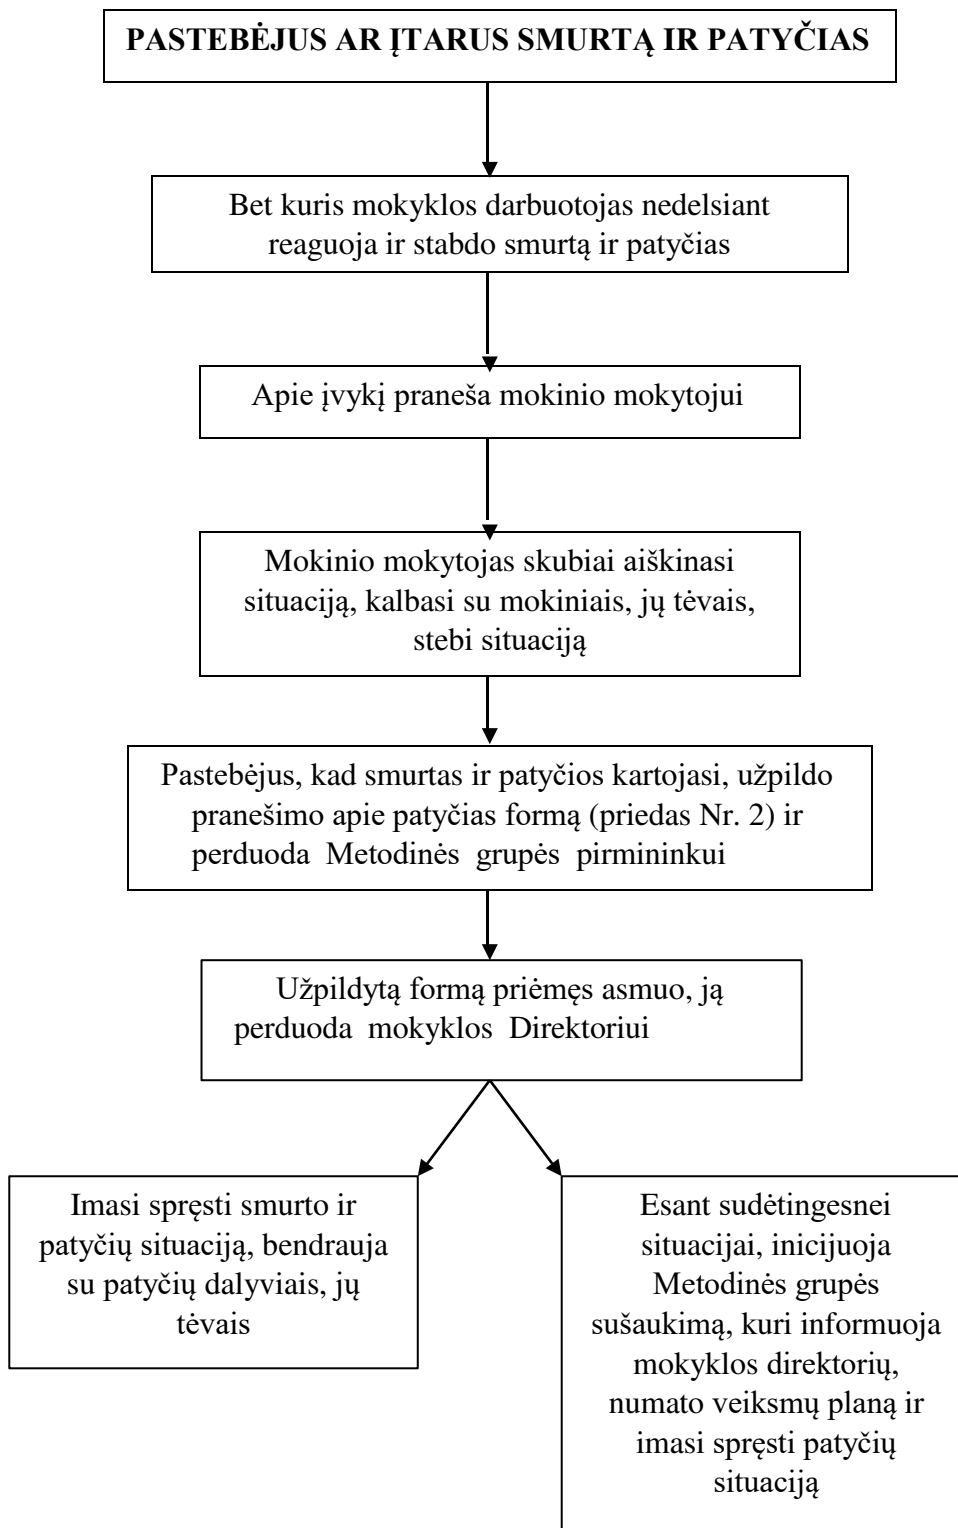 PASTEBĖJUS AR ĮTARUS SMURTĄ IR PATYČIAS
Bet kuris mokyklos darbuotojas nedelsiant
reaguoja ir stabdo smurtą ir patyčias
Apie įvykį praneša mokinio mokytojui
Mokinio mokytojas skubiai aiškinasi
situaciją, kalbasi su mokiniais, jų tėvais,
stebi situaciją
Pastebėjus, kad smurtas ir patyčios kartojasi, užpildo
pranešimo apie patyčias formą (priedas Nr. 2) ir
perduoda Metodinės grupės pirmininkui
Užpildytą formą priėmęs asmuo, ją
perduoda mokyklos Direktoriui
Imasi spręsti smurto ir
patyčių situaciją, bendrauja
su patyčių dalyviais, jų
tėvais
Esant sudėtingesnei
situacijai, inicijuoja
Metodinės grupės
sušaukimą, kuri informuoja
mokyklos direktorių,
numato veiksmų planą ir
imasi spręsti patyčių
situaciją